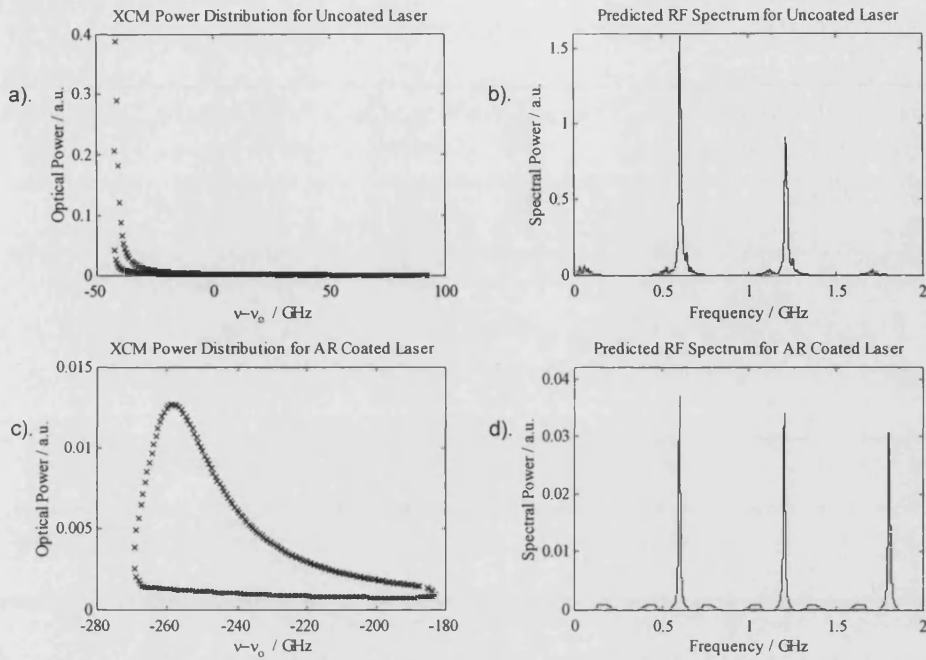 XCM Power Distribution for Uncoated Laser
a).
Optical Power / a.u.
0.4
0.3
0.2
0.1
0
-50
0
50
100
ν-νₒ / GHz
Predicted RF Spectrum for Uncoated Laser
b).
Spectral Power / a.u.
1.5
1
0.5
0
0
0.5
1
1.5
2
Frequency / GHz
XCM Power Distribution for AR Coated Laser
c).
Optical Power / a.u.
0.015
0.01
0.005
0
-280
-260
-240
-220
-200
-180
ν-νₒ / GHz
Predicted RF Spectrum for AR Coated Laser
d).
Spectral Power / a.u.
0.04
0.03
0.02
0.01
0
0
0.5
1
1.5
2
Frequency / GHz